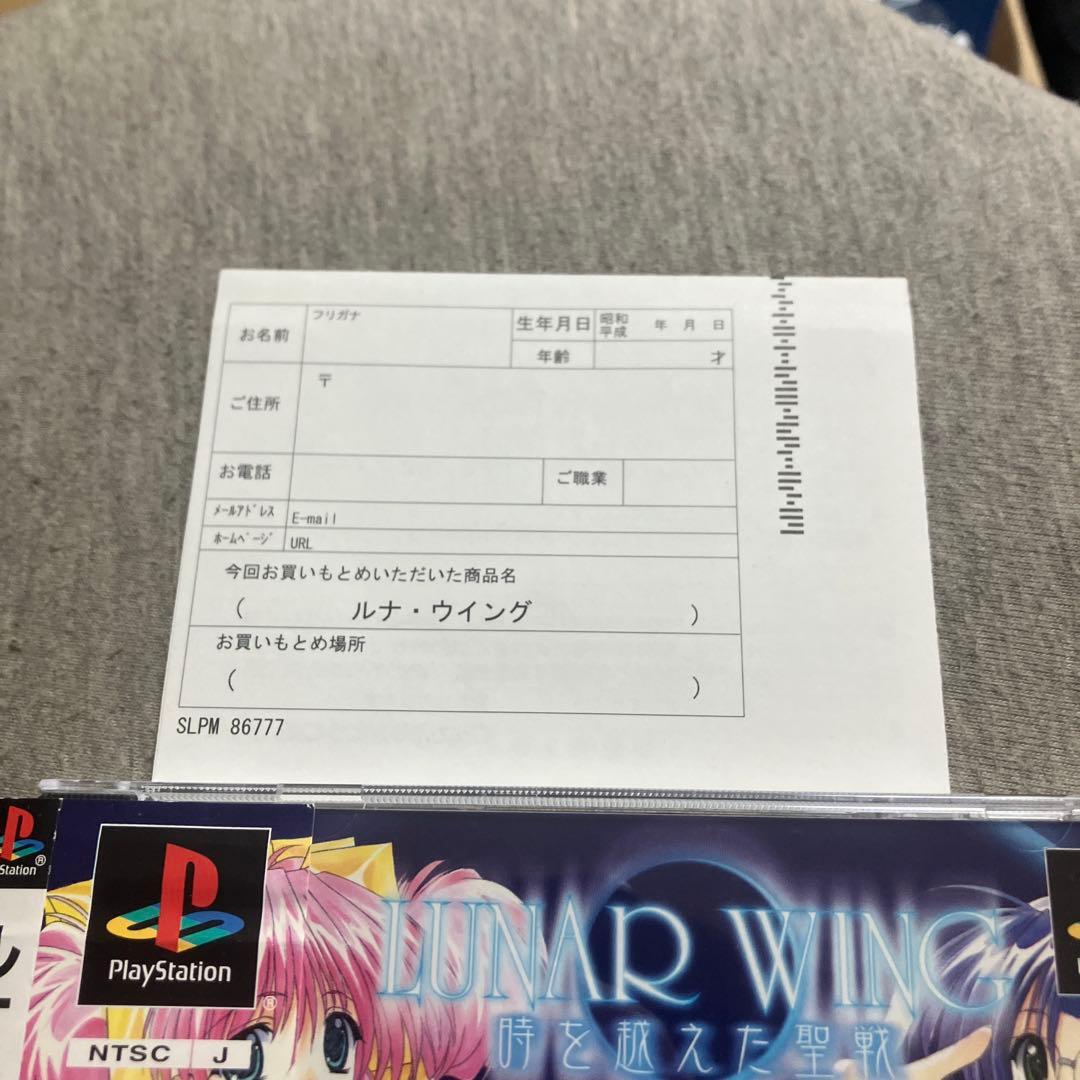 お名前
フリガナ
生年月日
昭和
平成
年 月 日
年齢
才
ご住所
〒
お電話
ご職業
メールアドレス
E-mail
ホームページ
URL
今回お買いもとめいただいた商品名
( ルナ・ウイング )
お買いもとめ場所
( )
SLPM 86777
Station®
PlayStation
®
NTSC J
LUNAR WING
時を越えた聖戦